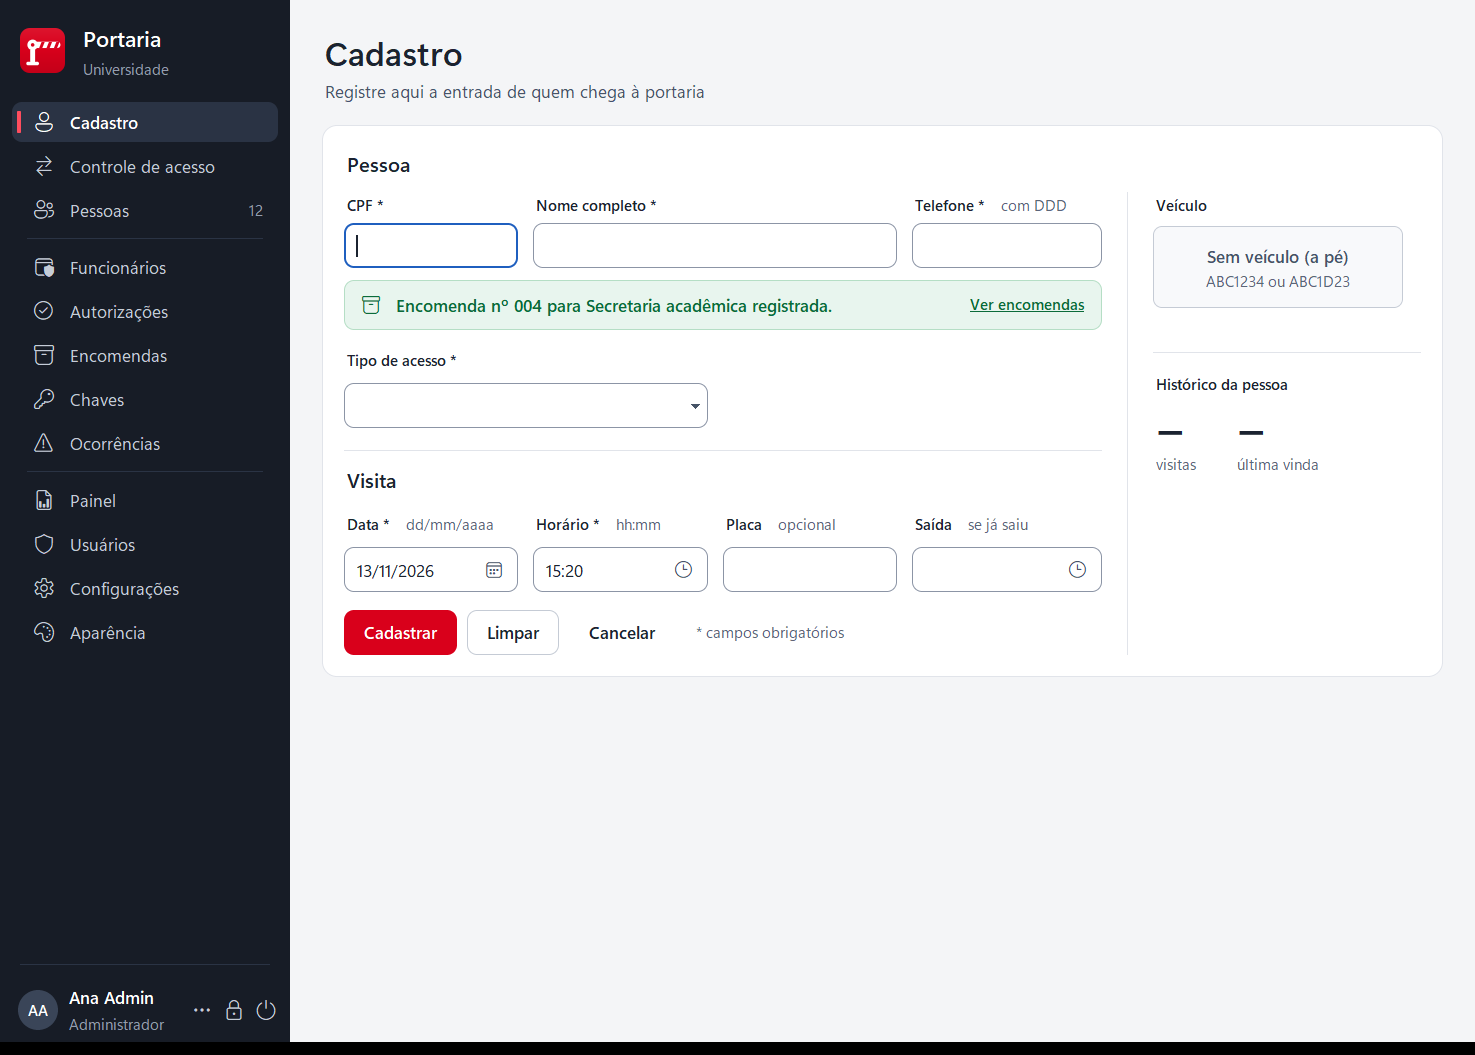 Portaria
Universidade
Cadastro
Controle de acesso
Pessoas 12
Funcionários
Autorizações
Encomendas
Chaves
Ocorrências
Painel
Usuários
Configurações
Aparência
AA
Ana Admin
Administrador
Cadastro
Registre aqui a entrada de quem chega à portaria
Pessoa
CPF * Nome completo * Telefone * com DDD
Encomenda nº 004 para Secretaria acadêmica registrada. Ver encomendas
Tipo de acesso *
Visita
Data * dd/mm/aaaa Horário * hh:mm Placa opcional Saída se já saiu
13/11/2026 15:20
Cadastrar Limpar Cancelar * campos obrigatórios
Veículo
Sem veículo (a pé)
ABC1234 ou ABC1D23
Histórico da pessoa
— —
visitas última vinda